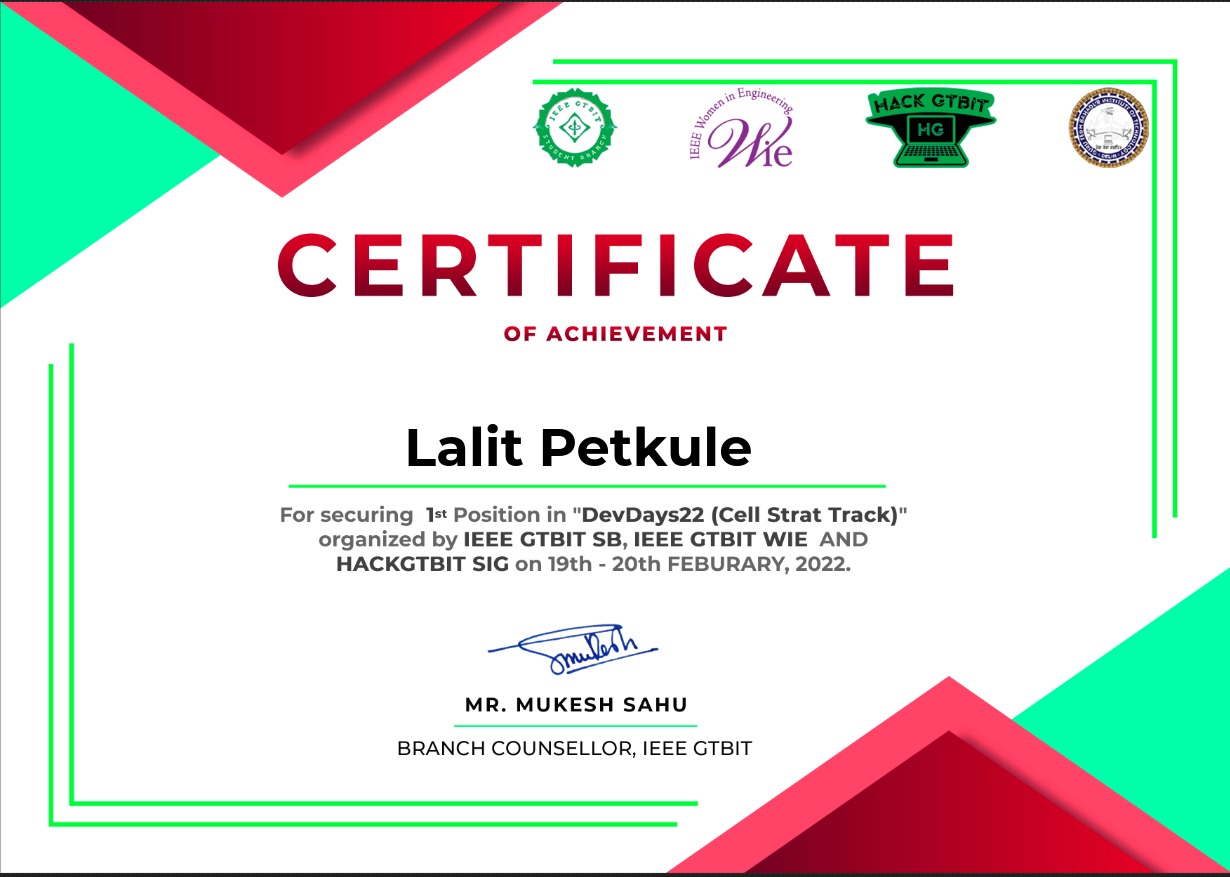 IEEE GTBIT
STUDENT BRANCH
IEEE Women in Engineering
WiE
HACK GTBIT
HG
CERTIFICATE
OF ACHIEVEMENT
Lalit Petkule
For securing 1st Position in "DevDays22 (Cell Strat Track)"
organized by IEEE GTBIT SB, IEEE GTBIT WIE AND
HACKGTBIT SIG on 19th - 20th FEBURARY, 2022.
Smukesh
MR. MUKESH SAHU
BRANCH COUNSELLOR, IEEE GTBIT